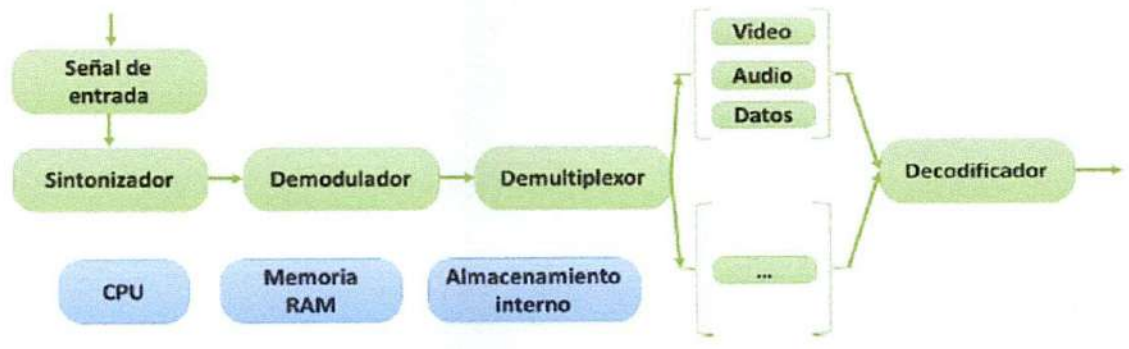 Señal de
entrada
Sintonizador
Demodulador
Demultiplexor
Video
Audio
Datos
...
Decodificador
CPU
Memoria
RAM
Almacenamiento
interno